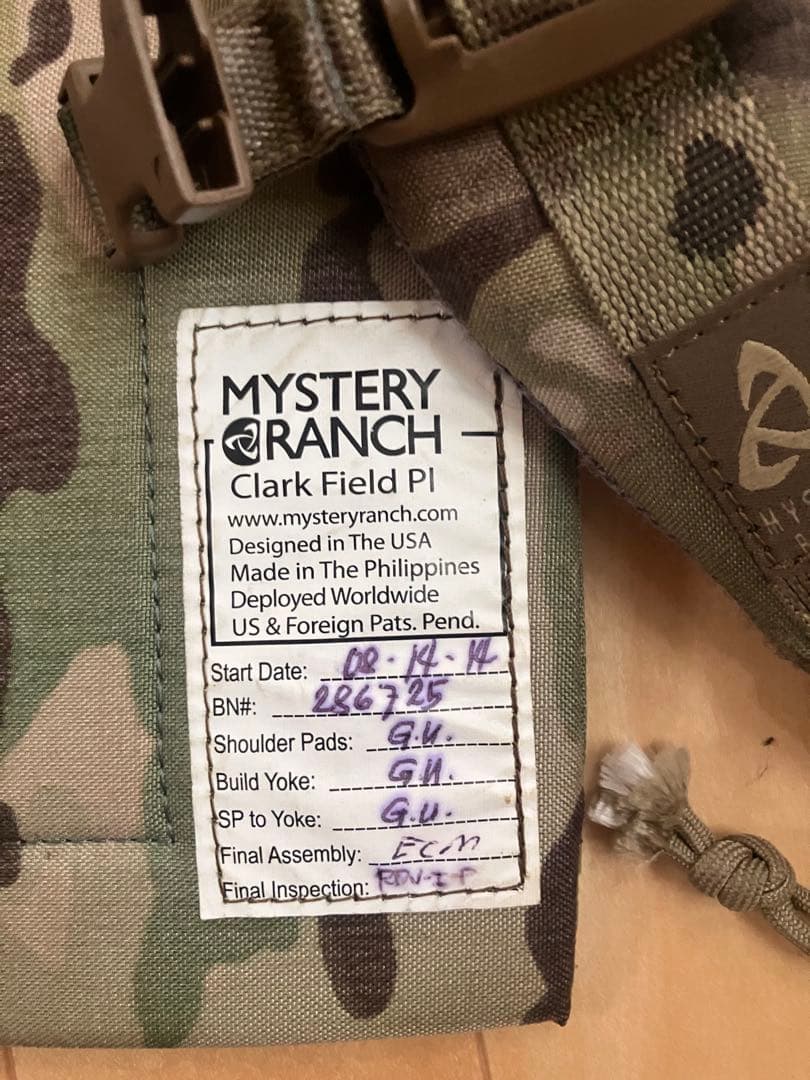 MYSTERY
RANCH
Clark Field PI
www.mysteryranch.com
Designed in The USA
Made in The Philippines
Deployed Worldwide
US & Foreign Pats. Pend.
Start Date: 08-14-14
BN#: 286725
Shoulder Pads: G.U.
Build Yoke: G.U.
SP to Yoke: G.U.
Final Assembly: ECM
Final Inspection: